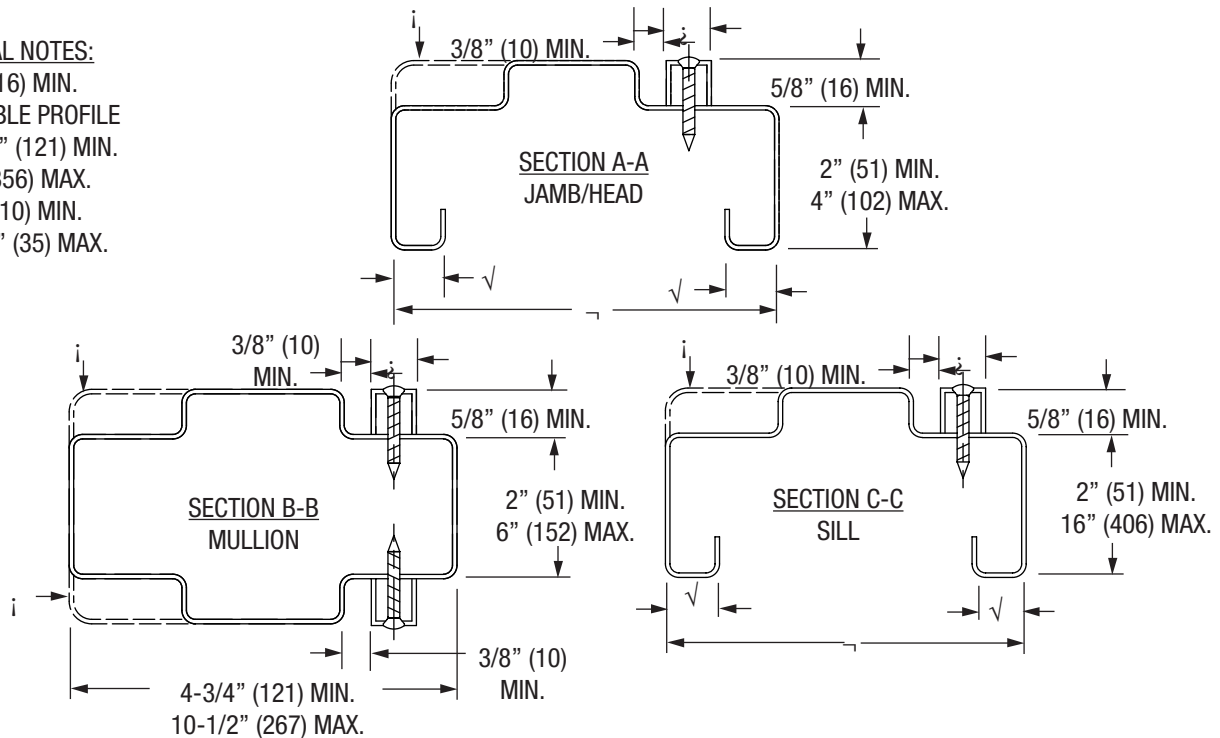 AL NOTES:
16) MIN.
BLE PROFILE
" (121) MIN.
356) MAX.
10) MIN.
" (35) MAX.
¡
3/8” (10) MIN.
¿
5/8” (16) MIN.
SECTION A-A
JAMB/HEAD
2” (51) MIN.
4” (102) MAX.
√
√
¬
¡
3/8” (10)
MIN.
¿
5/8” (16) MIN.
SECTION B-B
MULLION
2” (51) MIN.
6” (152) MAX.
¡
3/8” (10)
MIN.
4-3/4” (121) MIN.
10-1/2” (267) MAX.
¡
3/8” (10) MIN.
¿
5/8” (16) MIN.
SECTION C-C
SILL
2” (51) MIN.
16” (406) MAX.
√
√
¬